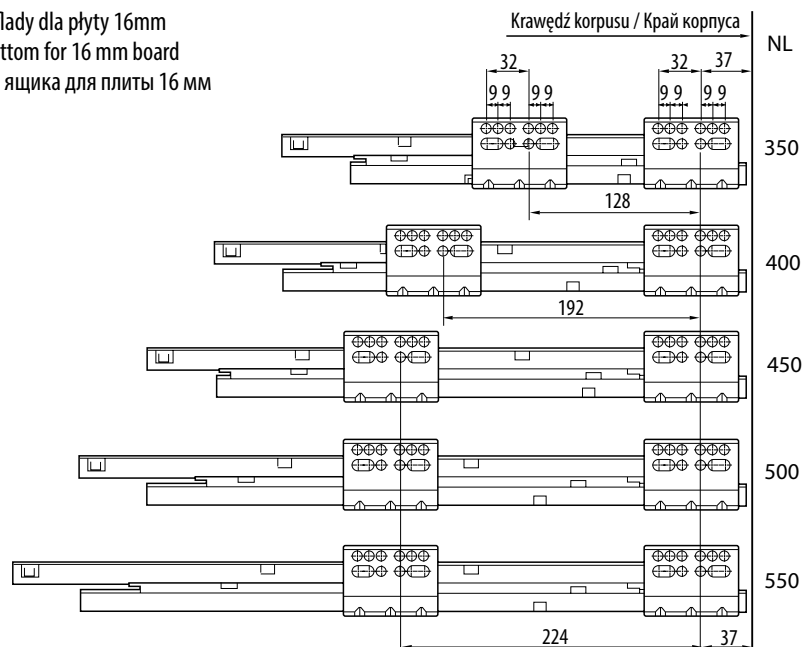 flady dla płyty 16mm
ttom for 16 mm board
ящика для плиты 16 мм
Krawędź korpusu / Край корпуса
NL
32 32 37
9 9 9 9 9 9 9 9
350
128
400
192
450
500
550
224 37